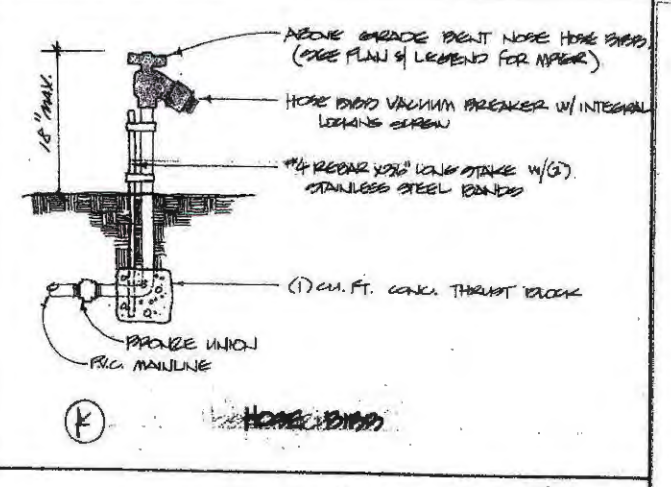 ABOVE GRADE BENT NOSE HOSE BIBB.
(SEE PLAN & LEGEND FOR MFGR)
HOSE BIBB VACUUM BREAKER W/ INTEGRAL
LOCKING SCREW
18" MAX.
#4 REBAR x 36" LONG STAKE W/(2)
STAINLESS STEEL BANDS
(1) CU. FT. CONC. THRUST BLOCK
BRONZE UNION
P.V.C. MAINLINE
K HOSE BIBB